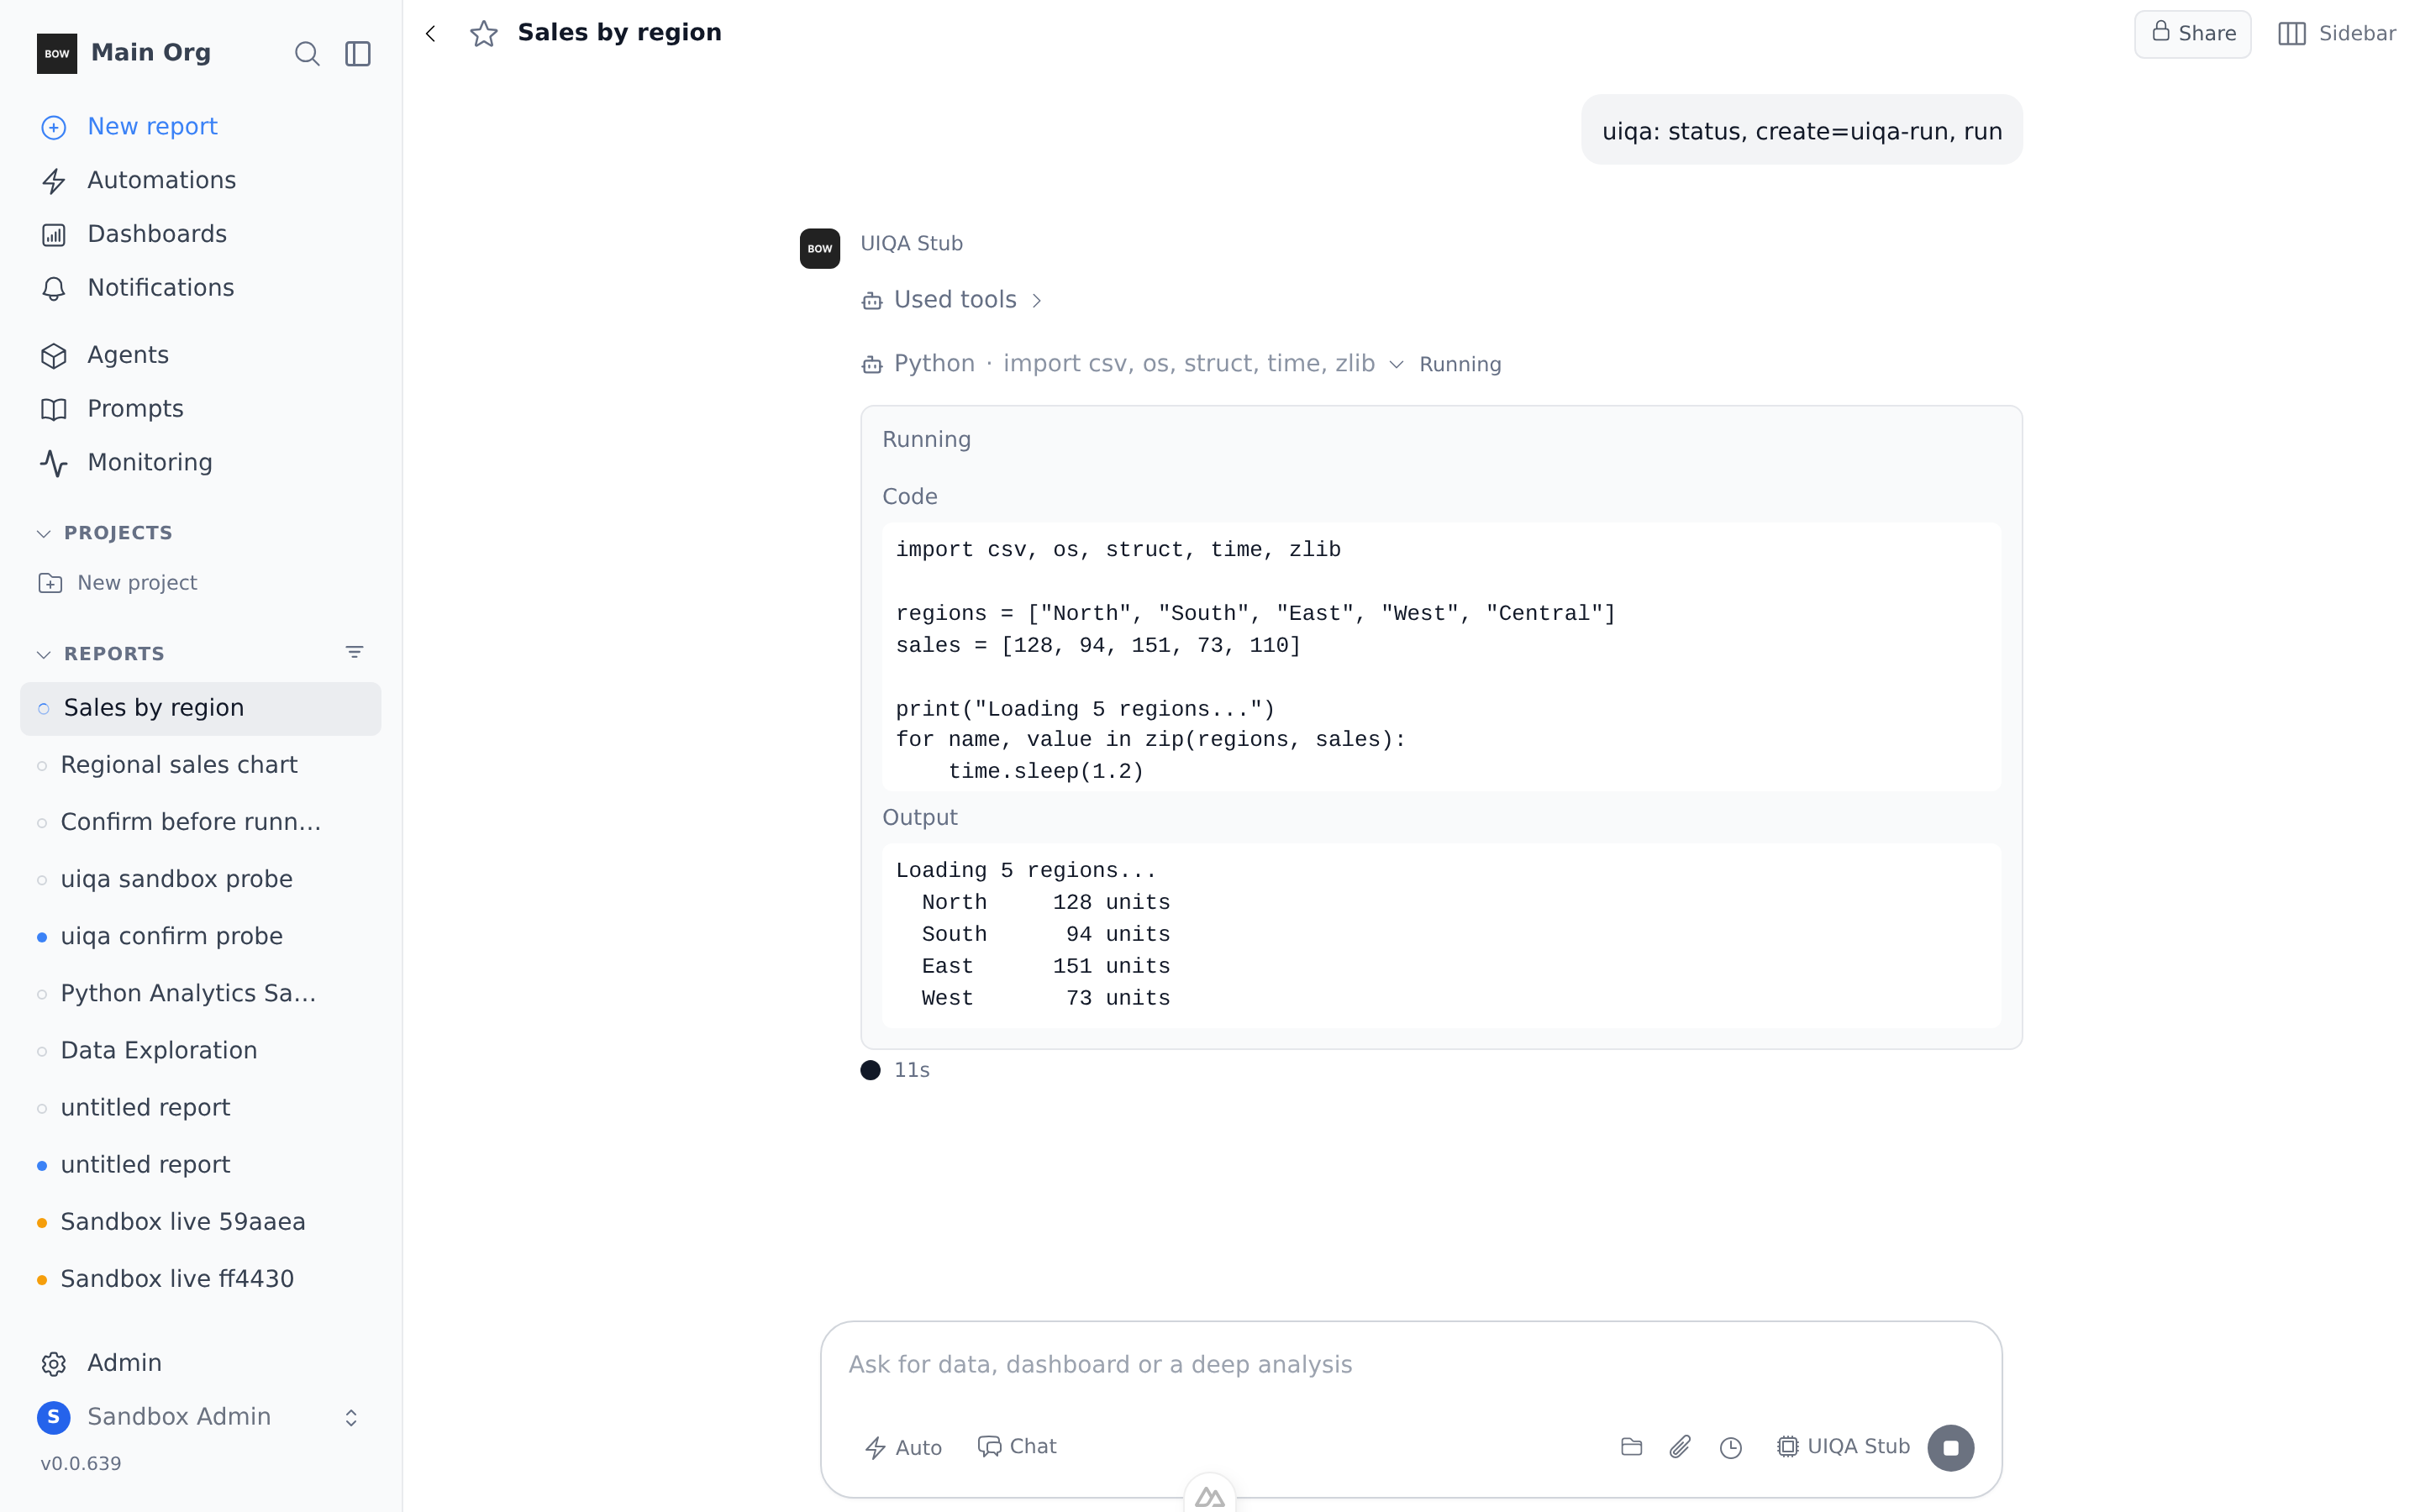 BOW Main Org
New report
Automations
Dashboards
Notifications
Agents
Prompts
Monitoring
PROJECTS
New project
REPORTS
Sales by region
Regional sales chart
Confirm before runn...
uiqa sandbox probe
uiqa confirm probe
Python Analytics Sa...
Data Exploration
untitled report
untitled report
Sandbox live 59aaea
Sandbox live ff4430
Admin
S Sandbox Admin
v0.0.639
Sales by region
Share
Sidebar
uiqa: status, create=uiqa-run, run
BOW UIQA Stub
Used tools
Python · import csv, os, struct, time, zlib Running
Running
Code
import csv, os, struct, time, zlib
regions = ["North", "South", "East", "West", "Central"]
sales = [128, 94, 151, 73, 110]
print("Loading 5 regions...")
for name, value in zip(regions, sales):
    time.sleep(1.2)
Output
Loading 5 regions...
  North     128 units
  South      94 units
  East      151 units
  West       73 units
11s
Ask for data, dashboard or a deep analysis
Auto Chat UIQA Stub